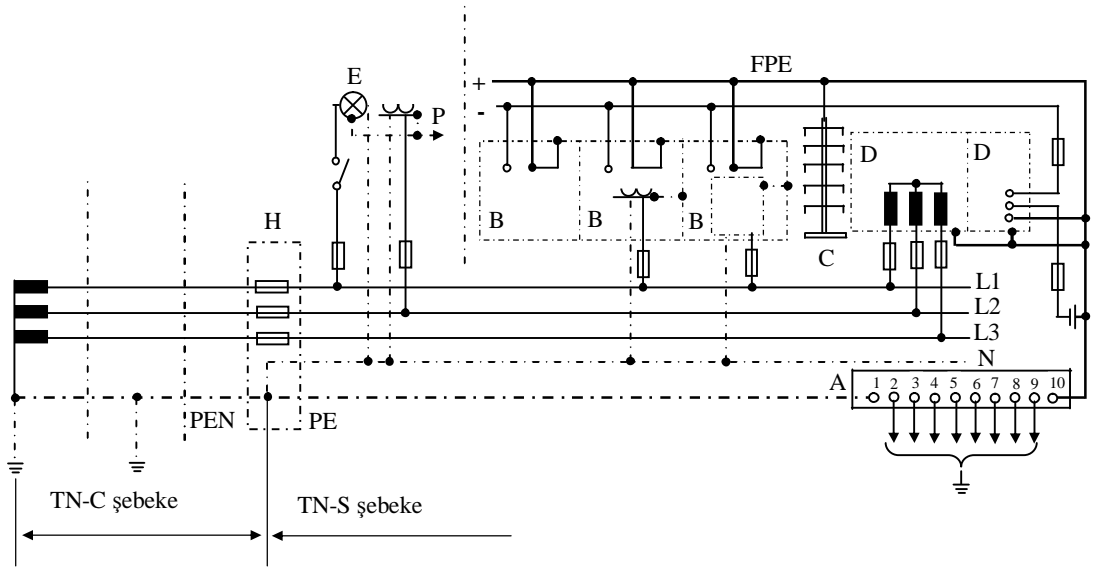 FPE
E
+
-
P
D
D
B
B
B
C
H
L1
L2
L3
N
A
1 2 3 4 5 6 7 8 9 10
PEN
PE
TN-C şebeke
TN-S şebeke